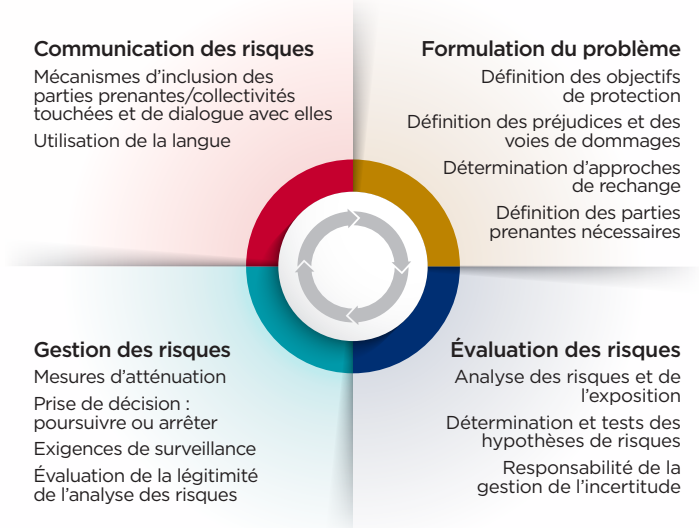 Communication des risques
Mécanismes d’inclusion des
parties prenantes/collectivités
touchées et de dialogue avec elles
Utilisation de la langue
Formulation du problème
Définition des objectifs
de protection
Définition des préjudices et des
voies de dommages
Détermination d’approches
de rechange
Définition des parties
prenantes nécessaires
Gestion des risques
Mesures d’atténuation
Prise de décision :
poursuivre ou arrêter
Exigences de surveillance
Évaluation de la légitimité
de l’analyse des risques
Évaluation des risques
Analyse des risques et de
l’exposition
Détermination et tests des
hypothèses de risques
Responsabilité de la
gestion de l’incertitude